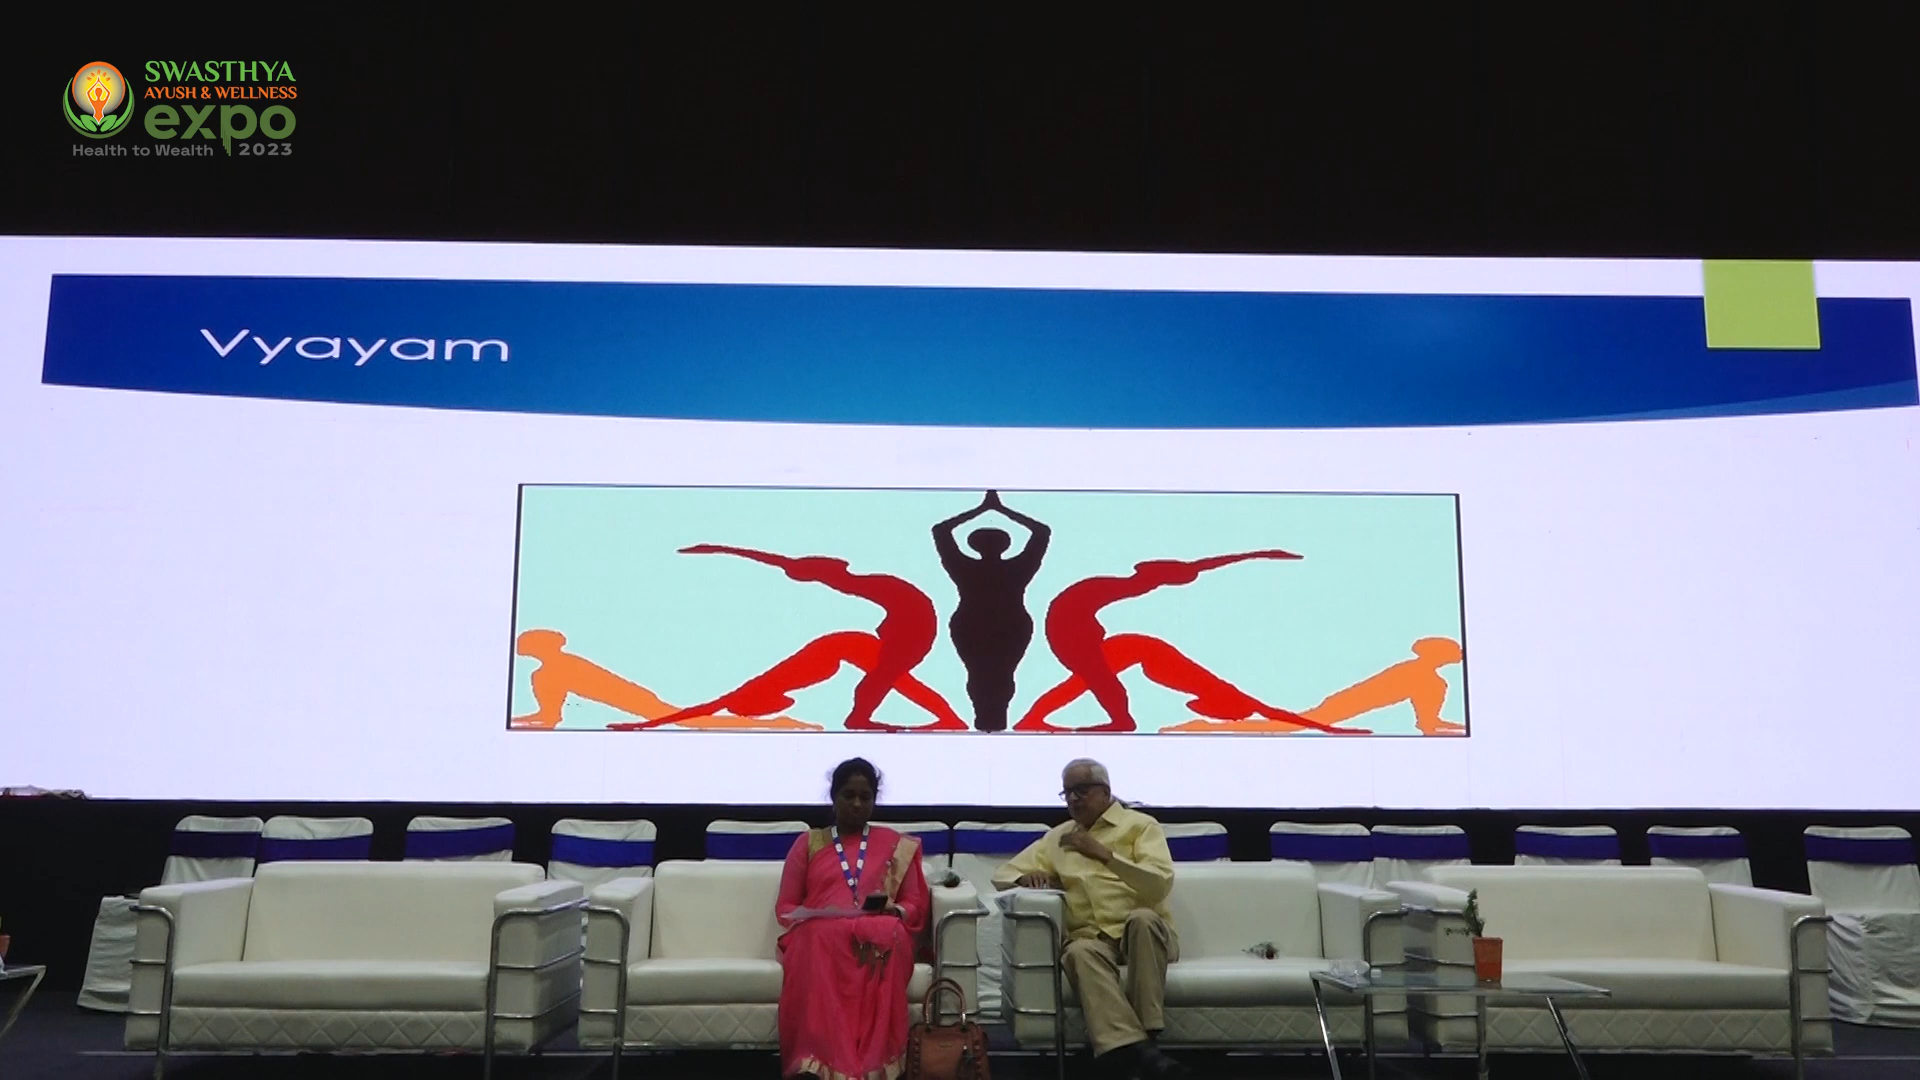 SWASTHYA
AYUSH & WELLNESS
expo
Health to Wealth 2023
Vyayam